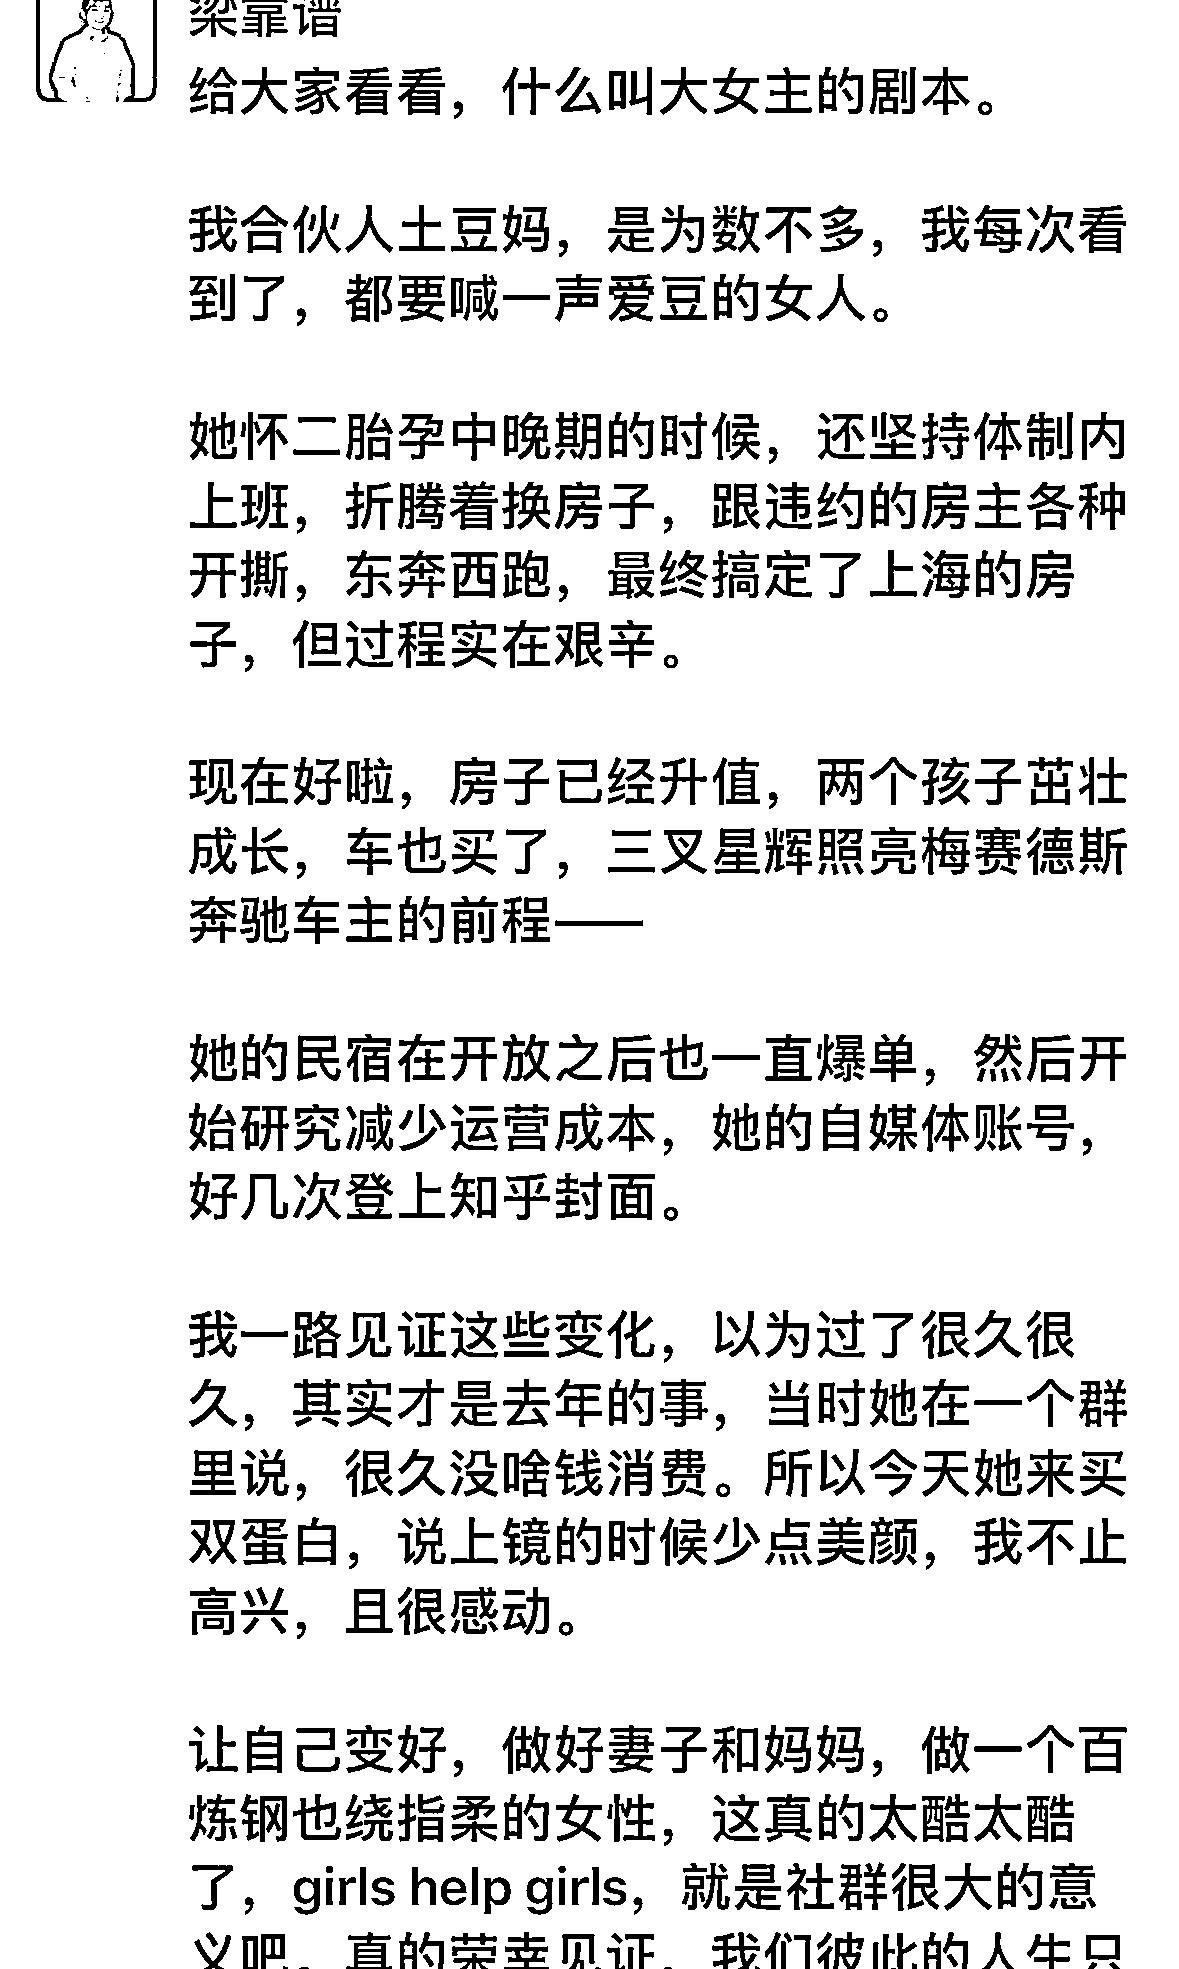 梁靠谱
给大家看看，什么叫大女主的剧本。
我合伙人土豆妈，是为数不多，我每次看
到了，都要喊一声爱豆的女人。
她怀二胎孕中晚期的时候，还坚持体制内
上班，折腾着换房子，跟违约的房主各种
开撕，东奔西跑，最终搞定了上海的房
子，但过程实在艰辛。
现在好啦，房子已经升值，两个孩子茁壮
成长，车也买了，三叉星辉照亮梅赛德斯
奔驰车主的前程——
她的民宿在开放之后也一直爆单，然后开
始研究减少运营成本，她的自媒体账号，
好几次登上知乎封面。
我一路见证这些变化，以为过了很久很
久，其实才是去年的事，当时她在一个群
里说，很久没啥钱消费。所以今天她来买
双蛋白，说上镜的时候少点美颜，我不止
高兴，且很感动。
让自己变好，做好妻子和妈妈，做一个百
炼钢也绕指柔的女性，这真的太酷太酷
了，girls help girls，就是社群很大的意
义吧，真的荣幸见证，我们彼此的人生只